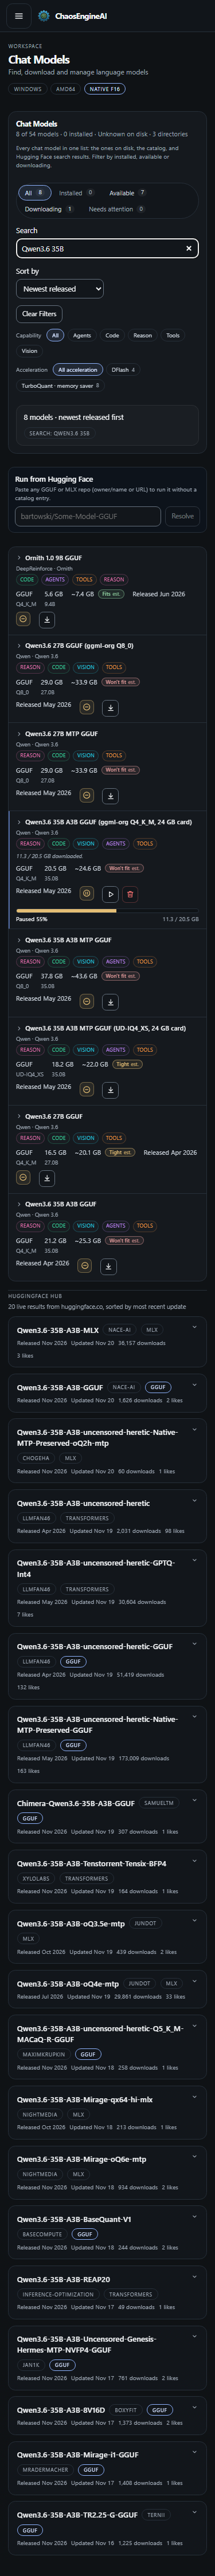 ChaosEngineAI
WORKSPACE
Chat Models
Find, download and manage language models
WINDOWS AMD64 NATIVE F16
Chat Models
8 of 54 models · 0 Installed · Unknown on disk · 3 directories
Every chat model in one list: the ones on disk, the catalog, and
Hugging Face search results. Filter by installed, available or
downloading.
All 8 Installed 0 Available 7
Downloading 1 Needs attention 0
Search
Qwen3.6 35B
Sort by
Newest released
Clear Filters
Capability All Agents Code Reason Tools
Vision
Acceleration All acceleration DFlash 4
TurboQuant · memory saver 8
8 models · newest released first
SEARCH: QWEN3.6 35B
Run from Hugging Face
Paste any GGUF or MLX repo (owner/name or URL) to run it without a
catalog entry.
bartowski/Some-Model-GGUF Resolve
Ornith 1.0 9B GGUF
DeepReinforce · Ornith
CODE AGENTS TOOLS REASON
GGUF 5.6 GB ~7.4 GB Fits est. Released Jun 2026
Q4_K_M 9.4B
Qwen3.6 27B GGUF (ggml-org Q8_0)
Qwen · Qwen 3.6
REASON CODE VISION TOOLS
GGUF 29.0 GB ~33.9 GB Won't fit est.
Q8_0 27.0B
Released May 2026
Qwen3.6 27B MTP GGUF
Qwen · Qwen 3.6
REASON CODE VISION TOOLS
GGUF 29.0 GB ~33.9 GB Won't fit est.
Q8_0 27.0B
Released May 2026
Qwen3.6 35B A3B GGUF (ggml-org Q4_K_M, 24 GB card)
Qwen · Qwen 3.6
REASON CODE VISION AGENTS TOOLS
11.3 / 20.5 GB downloaded.
GGUF 20.5 GB ~24.6 GB Won't fit est.
Q4_K_M 35.0B
Released May 2026
Paused 55% 11.3 / 20.5 GB
Qwen3.6 35B A3B MTP GGUF
Qwen · Qwen 3.6
REASON CODE VISION AGENTS TOOLS
GGUF 37.8 GB ~43.6 GB Won't fit est.
Q8_0 35.0B
Released May 2026
Qwen3.6 35B A3B MTP GGUF (UD-IQ4_XS, 24 GB card)
Qwen · Qwen 3.6
REASON CODE VISION AGENTS TOOLS
GGUF 18.2 GB ~22.0 GB Tight est.
UD-IQ4_XS 35.0B
Released May 2026
Qwen3.6 27B GGUF
Qwen · Qwen 3.6
REASON CODE VISION TOOLS
GGUF 16.5 GB ~20.1 GB Tight est. Released Apr 2026
Q4_K_M 27.0B
Qwen3.6 35B A3B GGUF
Qwen · Qwen 3.6
REASON CODE VISION AGENTS TOOLS
GGUF 21.2 GB ~25.3 GB Won't fit est.
Q4_K_M 35.0B
Released Apr 2026
HUGGINGFACE HUB
20 live results from huggingface.co, sorted by most recent update
Qwen3.6-35B-A3B-MLX NACE-AI MLX
Released Nov 2026 Updated Nov 20 36,157 downloads
3 likes
Qwen3.6-35B-A3B-GGUF NACE-AI GGUF
Released Nov 2026 Updated Nov 20 1,626 downloads 2 likes
Qwen3.6-35B-A3B-uncensored-heretic-Native-
MTP-Preserved-oQ2h-mtp
CHOGEHA MLX
Released Nov 2026 Updated Nov 20 60 downloads 1 likes
Qwen3.6-35B-A3B-uncensored-heretic
LLMFAN46 TRANSFORMERS
Released Apr 2026 Updated Nov 19 2,031 downloads 98 likes
Qwen3.6-35B-A3B-uncensored-heretic-GPTQ-
Int4
LLMFAN46 TRANSFORMERS
Released May 2026 Updated Nov 19 30,604 downloads
7 likes
Qwen3.6-35B-A3B-uncensored-heretic-GGUF
LLMFAN46 GGUF
Released Apr 2026 Updated Nov 19 51,419 downloads
132 likes
Qwen3.6-35B-A3B-uncensored-heretic-Native-
MTP-Preserved-GGUF
LLMFAN46 GGUF
Released May 2026 Updated Nov 19 173,009 downloads
163 likes
Chimera-Qwen3.6-35B-A3B-GGUF SAMUELTM
GGUF
Released Nov 2026 Updated Nov 19 307 downloads 1 likes
Qwen3.6-35B-A3B-Tenstorrent-Tensix-BFP4
XYLOLABS TRANSFORMERS
Released Nov 2026 Updated Nov 19 164 downloads 1 likes
Qwen3.6-35B-A3B-oQ3.5e-mtp JUNDOT
MLX
Released Oct 2026 Updated Nov 19 439 downloads 2 likes
Qwen3.6-35B-A3B-oQ4e-mtp JUNDOT MLX
Released Jul 2026 Updated Nov 19 29,861 downloads 33 likes
Qwen3.6-35B-A3B-uncensored-heretic-Q5_K_M-
MACaQ-R-GGUF
MAXIMKRUPKIN GGUF
Released Nov 2026 Updated Nov 18 258 downloads 1 likes
Qwen3.6-35B-A3B-Mirage-qx64-hi-mlx
NIGHTMEDIA MLX
Released Oct 2026 Updated Nov 18 213 downloads 1 likes
Qwen3.6-35B-A3B-Mirage-oQ6e-mtp
NIGHTMEDIA MLX
Released Nov 2026 Updated Nov 18 934 downloads 2 likes
Qwen3.6-35B-A3B-BaseQuant-V1
BASECOMPUTE GGUF
Released Nov 2026 Updated Nov 18 244 downloads 2 likes
Qwen3.6-35B-A3B-REAP20
INFERENCE-OPTIMIZATION TRANSFORMERS
Released Nov 2026 Updated Nov 17 49 downloads 1 likes
Qwen3.6-35B-A3B-Uncensored-Genesis-
Hermes-MTP-NVFP4-GGUF
JAN1K GGUF
Released Nov 2026 Updated Nov 17 761 downloads 2 likes
Qwen3.6-35B-A3B-BV16D BOXYFIT GGUF
Released Nov 2026 Updated Nov 17 1,373 downloads 2 likes
Qwen3.6-35B-A3B-Mirage-i1-GGUF
MRADERMACHER GGUF
Released Nov 2026 Updated Nov 17 1,408 downloads 1 likes
Qwen3.6-35B-A3B-TR2.25-G-GGUF TERNII
GGUF
Released Nov 2026 Updated Nov 16 1,225 downloads 1 likes